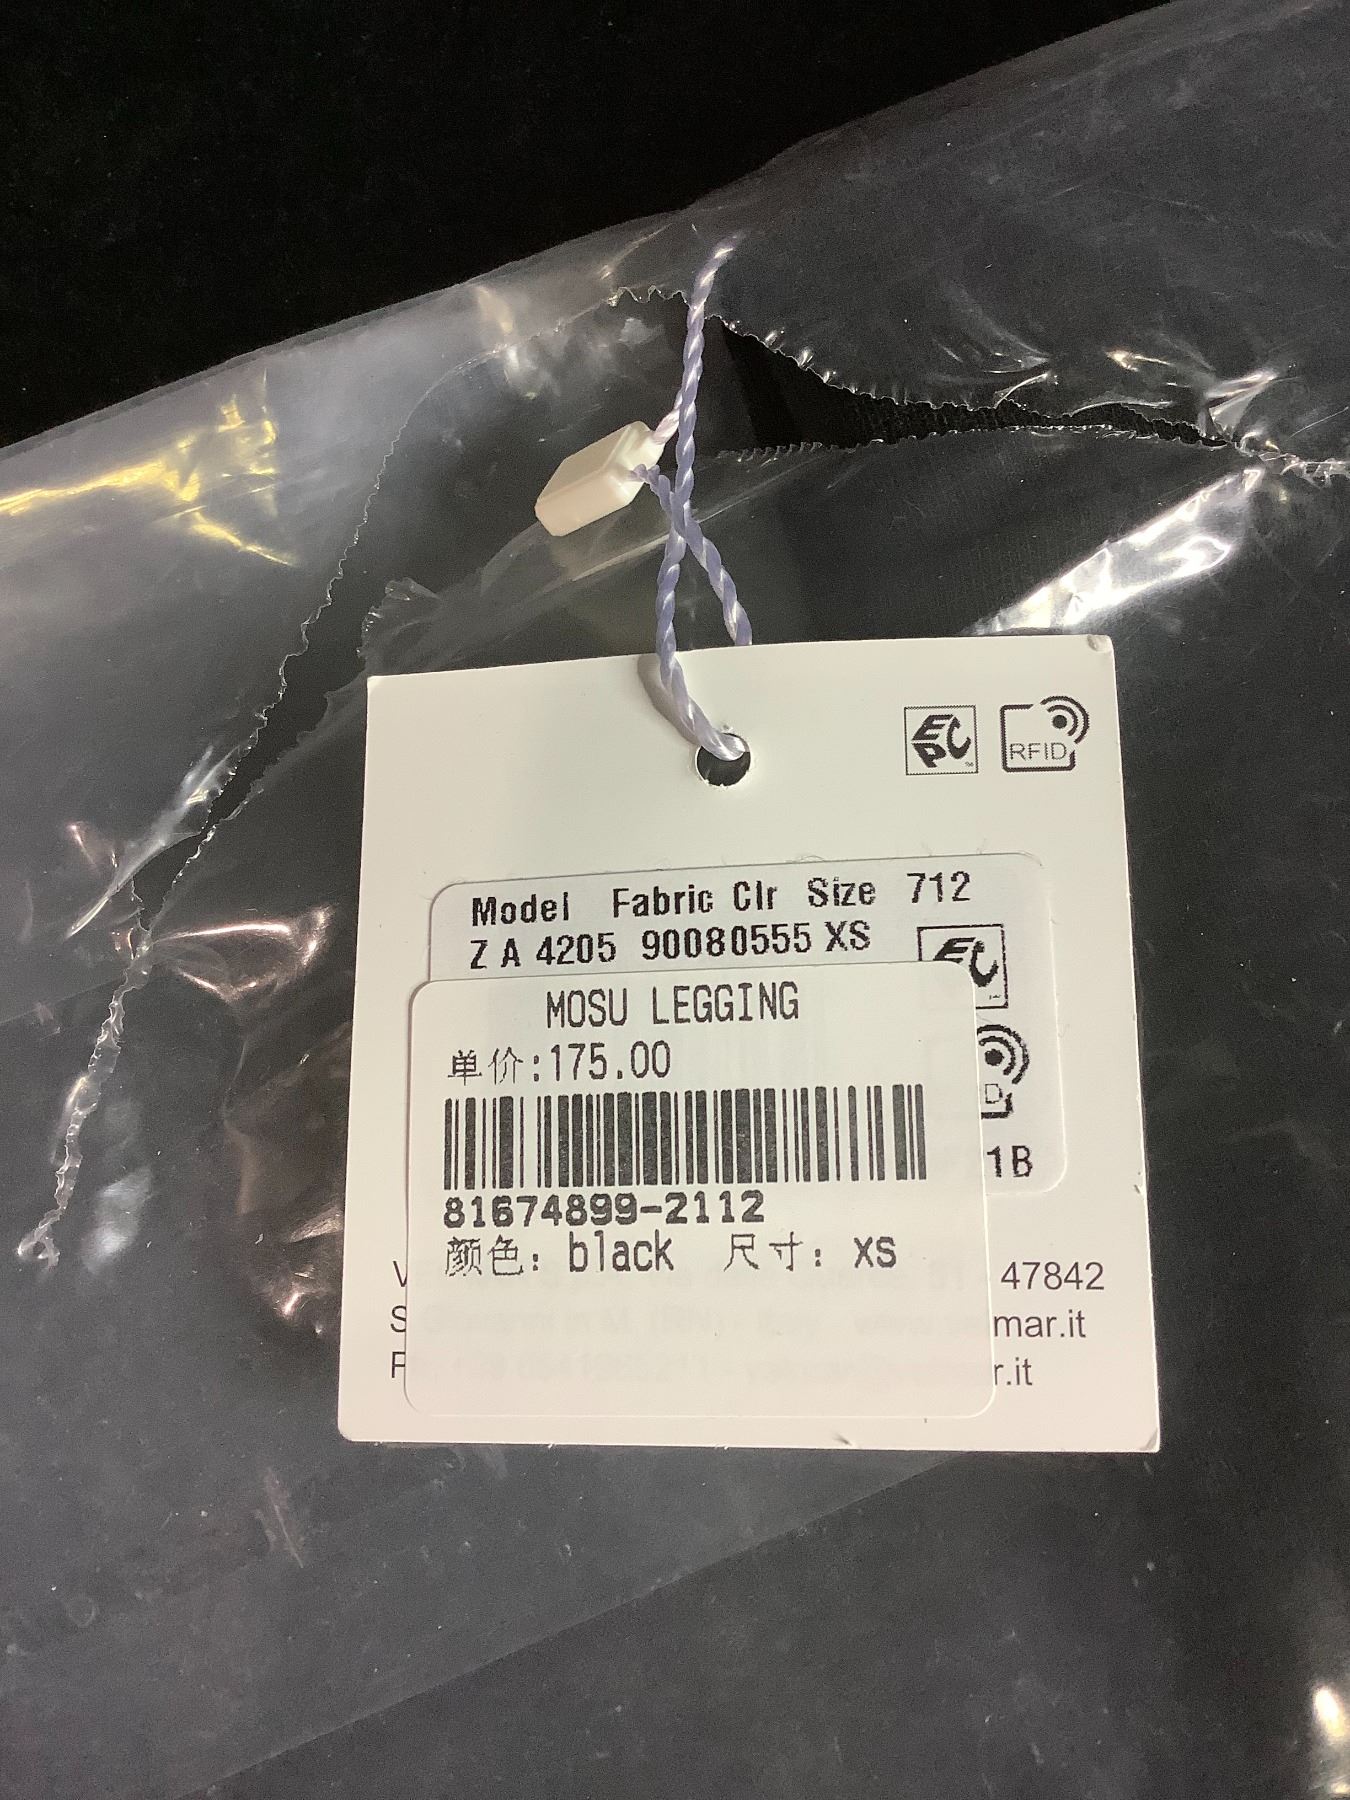 EPC
RFID
Model Fabric Clr Size 712
Z A 4205 90080555 XS
MOSU LEGGING
单价:175.00
81674899-2112
颜色: black 尺寸: XS
1B
47842
mar.it
r.it